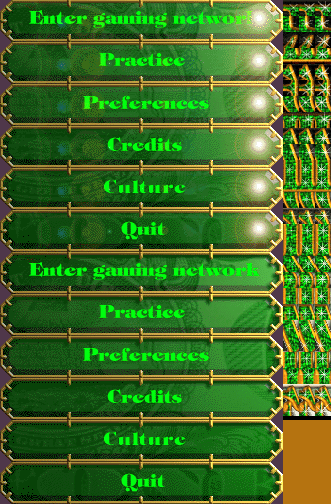 Enter gaming network
Practice
Preferences
Credits
Culture
Quit
Enter gaming network
Practice
Preferences
Credits
Culture
Quit